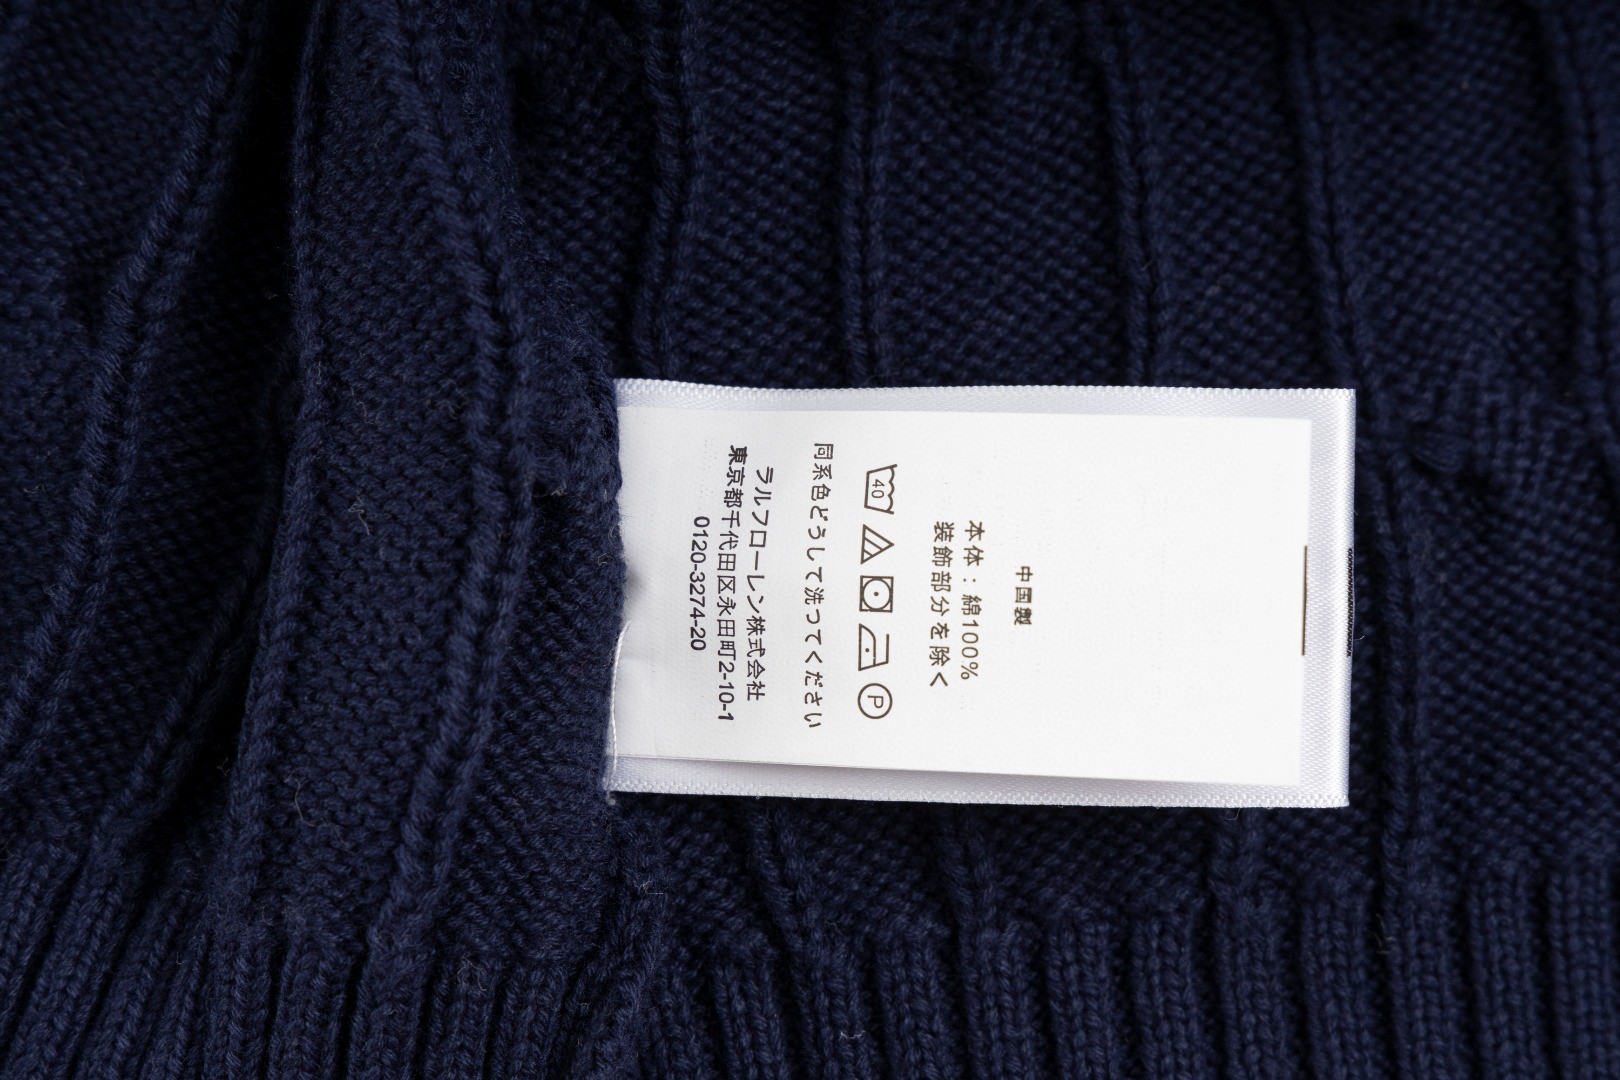 中国製
本体：綿100%
装飾部分を除く
40 P
同系色どうして洗ってください
ラルフローレン株式会社
東京都千代田区永田町2-10-1
0120-3274-20